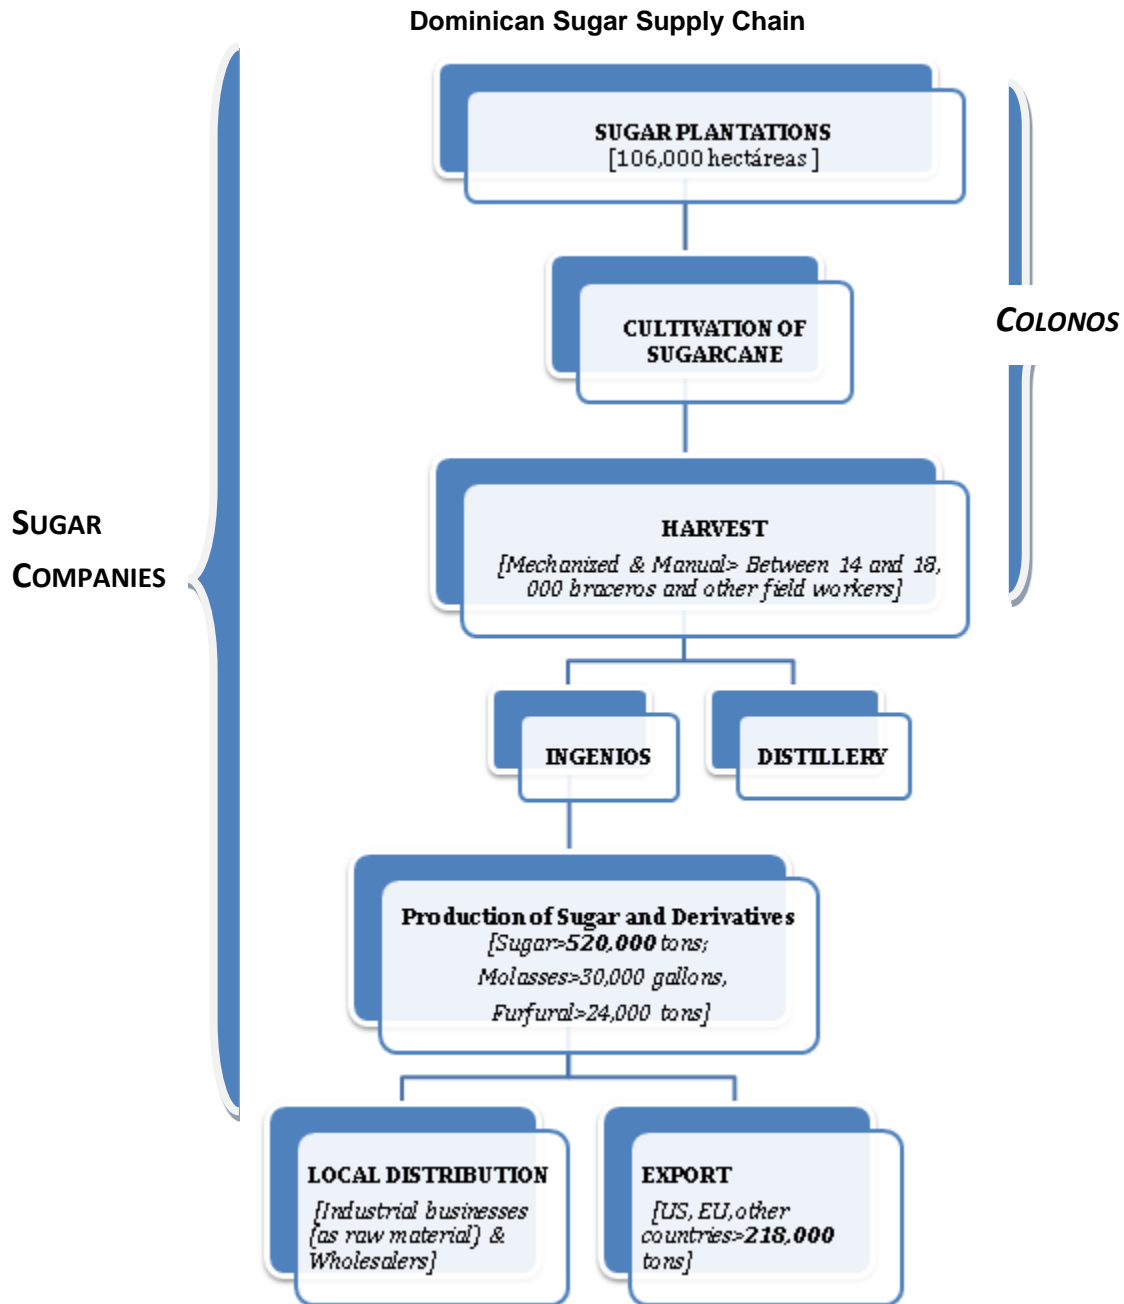 Dominican Sugar Supply Chain
SUGAR PLANTATIONS
[106,000 hectáreas ]
CULTIVATION OF
SUGARCANE
COLONOS
HARVEST
[Mechanized & Manual> Between 14 and 18,
000 braceros and other field workers]
SUGAR
COMPANIES
INGENIOS
DISTILLERY
Production of Sugar and Derivatives
[Sugar>520,000 tons;
Molasses>30,000 gallons,
Furfural>24,000 tons]
LOCAL DISTRIBUTION
[Industrial businesses
(as raw material) &
Wholesalers]
EXPORT
[US, EU,other
countries>218,000
tons]